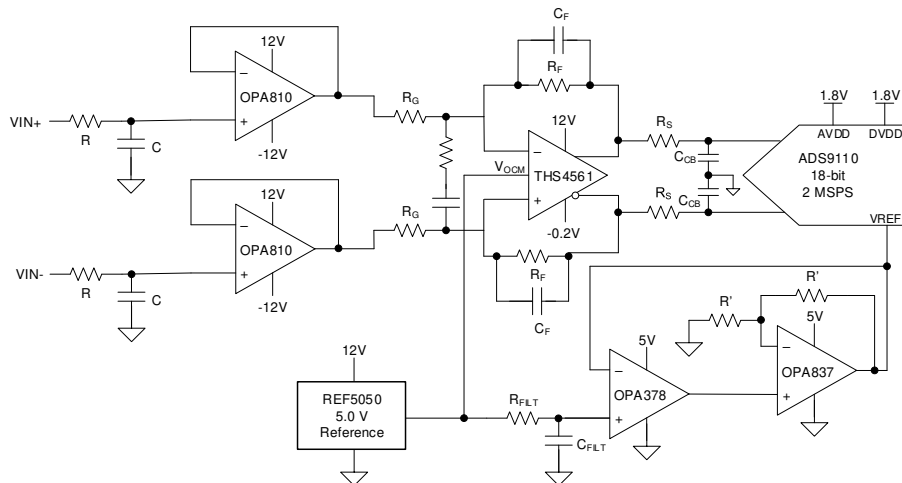 CF
RF
12V
−
OPA810
+
-12V
VIN+
R
C
RG
12V
−
VOCM
THS4561
+
-0.2V
RS
CCB
CCB
RS
1.8V
1.8V
AVDD
DVDD
ADS9110
18-bit
2 MSPS
VREF
12V
−
OPA810
+
-12V
VIN-
R
C
RG
RF
CF
R'
R'
5V
−
OPA837
+
5V
−
OPA378
+
12V
REF5050
5.0 V
Reference
RFILT
CFILT